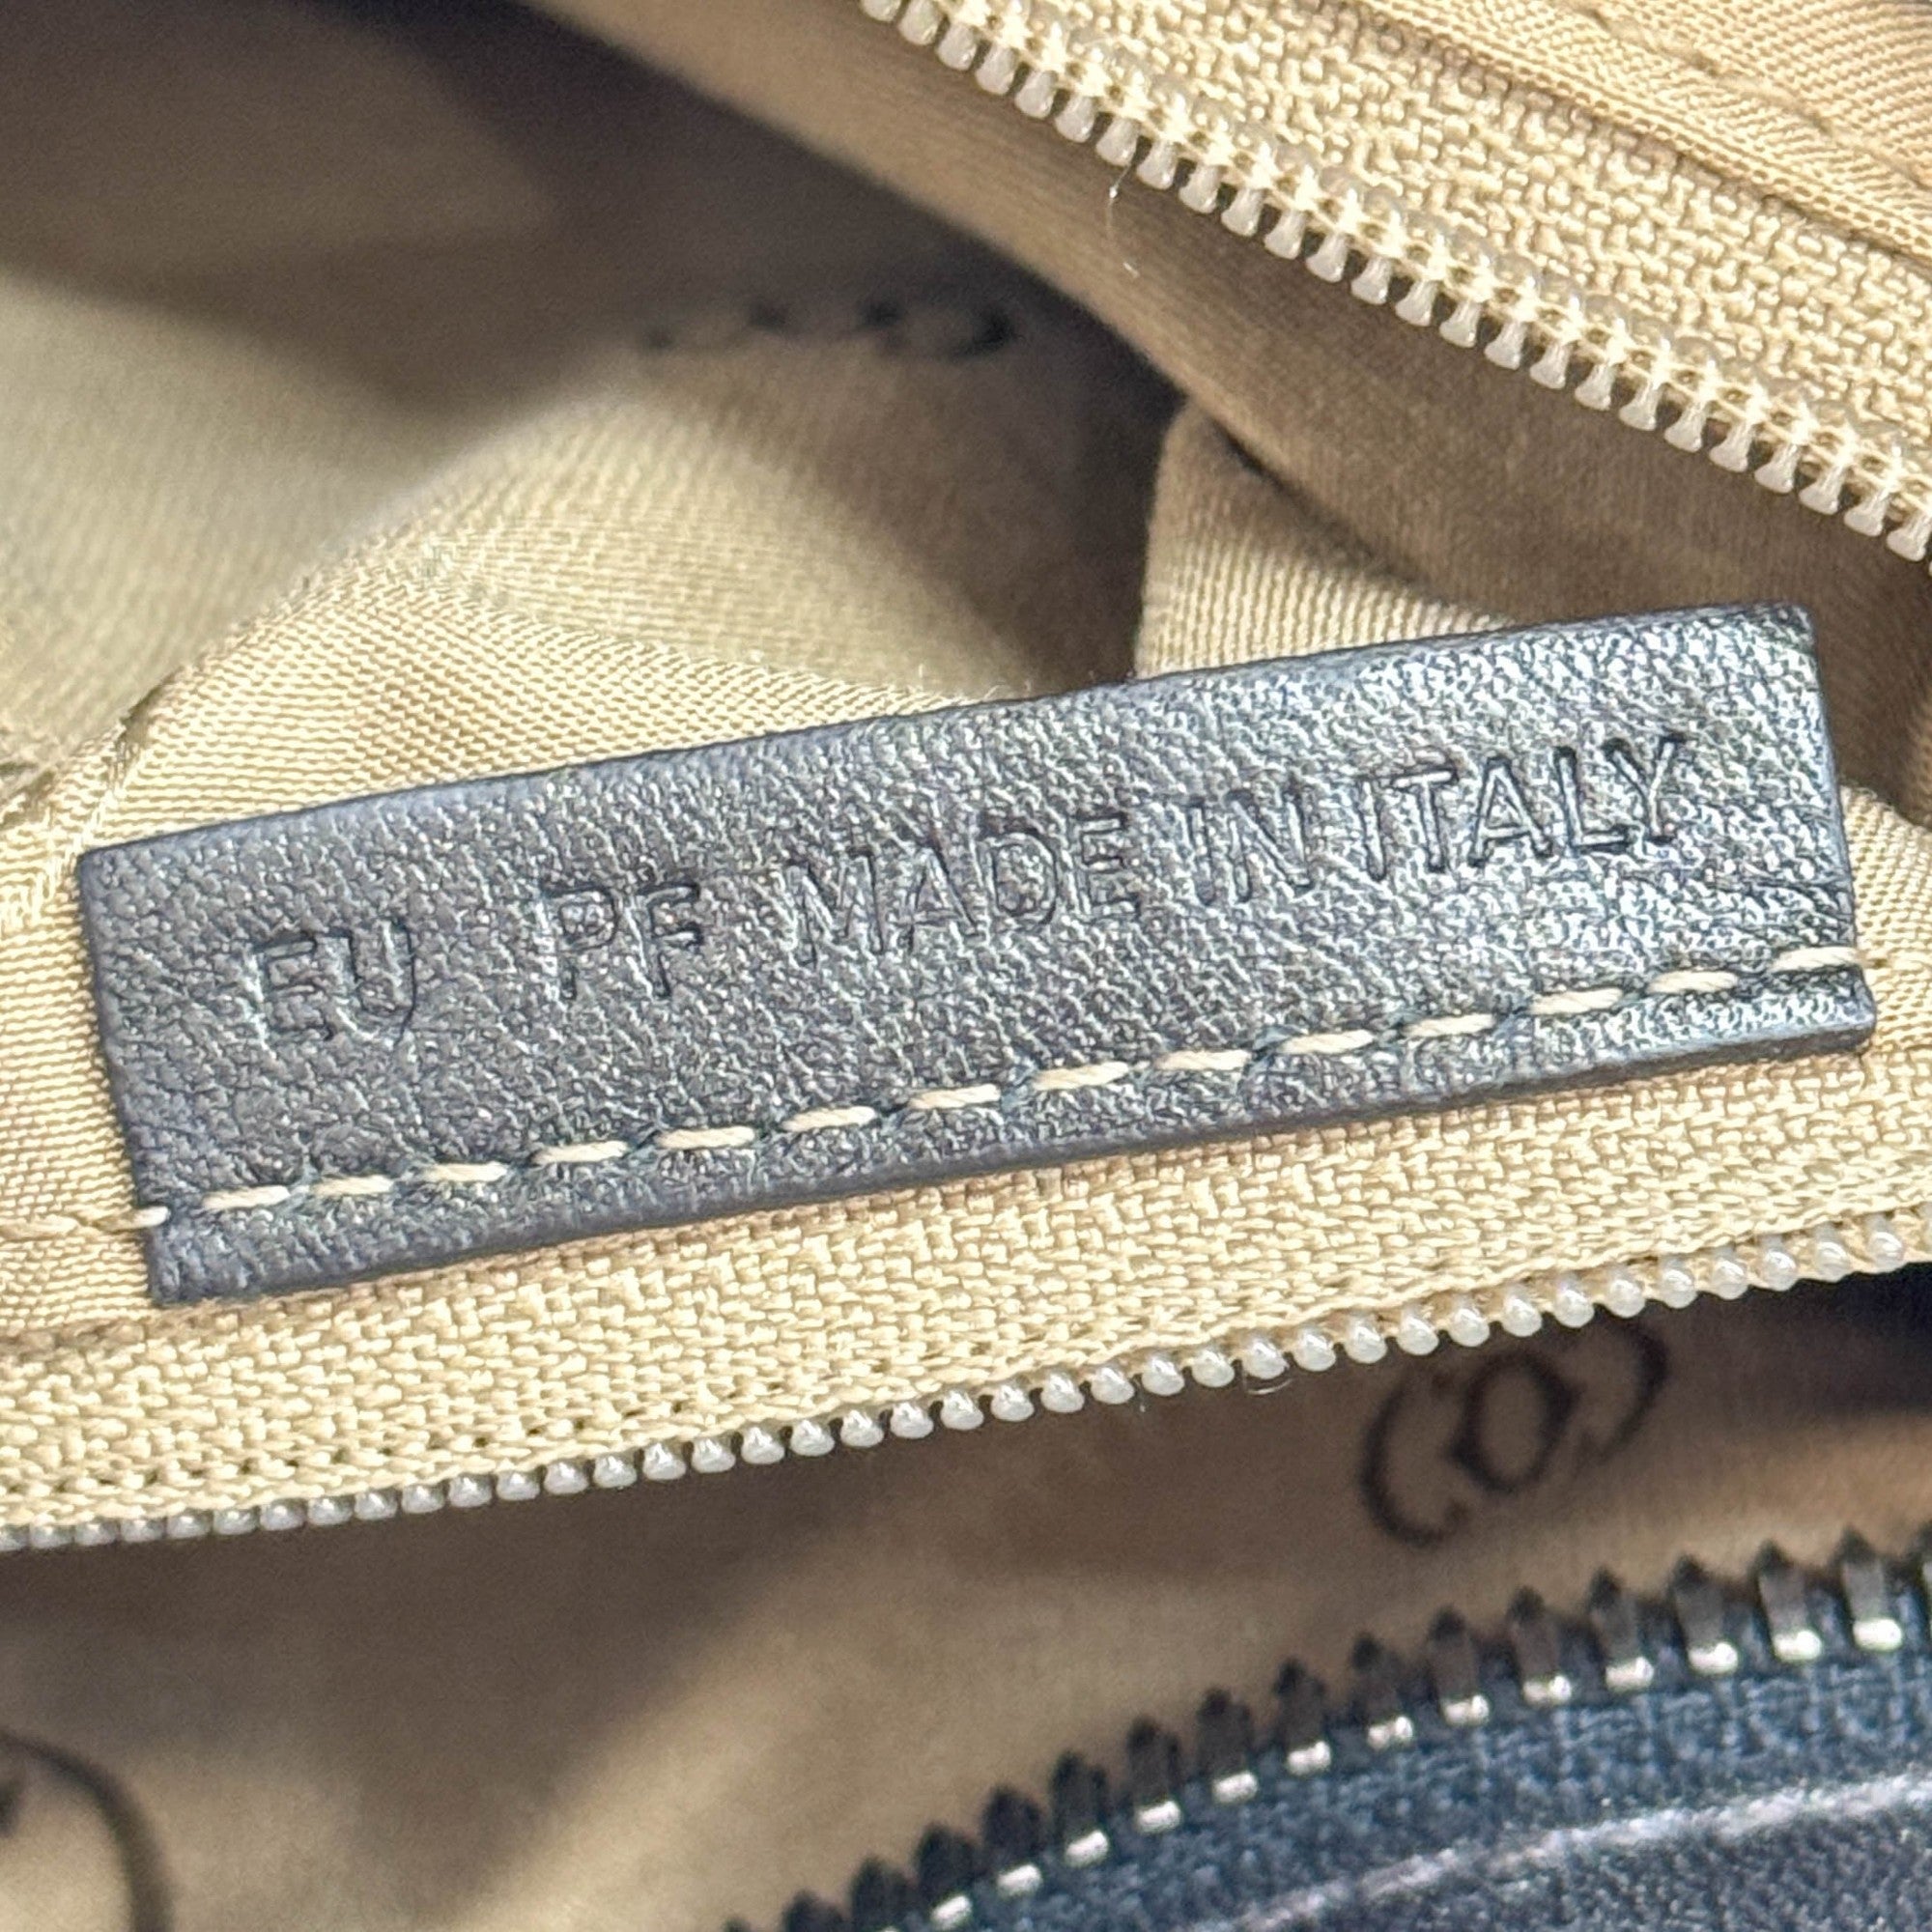 EU PF MADE IN ITALY
(O)